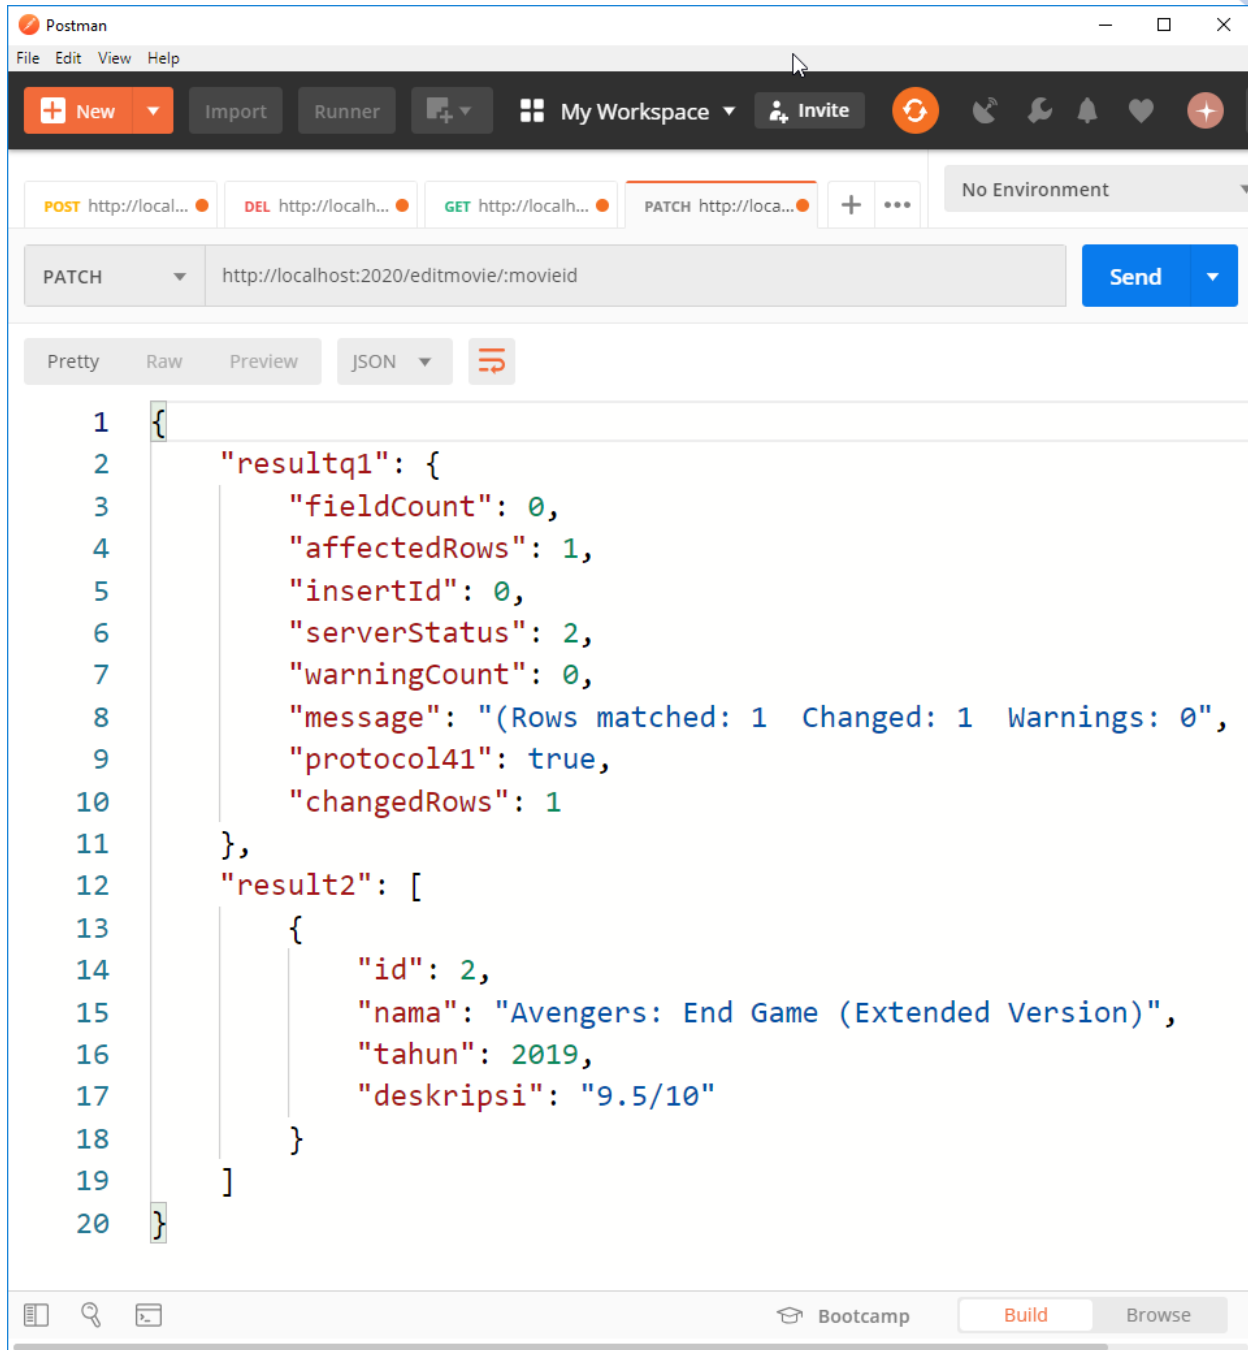 Postman
File Edit View Help
New Import Runner My Workspace Invite
POST http://local... DEL http://localh... GET http://localh... PATCH http://loca... + ••• No Environment
PATCH http://localhost:2020/editmovie/:movieid Send
Pretty Raw Preview JSON
1 {
2 "resultq1": {
3 "fieldCount": 0,
4 "affectedRows": 1,
5 "insertId": 0,
6 "serverStatus": 2,
7 "warningCount": 0,
8 "message": "(Rows matched: 1  Changed: 1  Warnings: 0",
9 "protocol41": true,
10 "changedRows": 1
11 },
12 "result2": [
13 {
14 "id": 2,
15 "nama": "Avengers: End Game (Extended Version)",
16 "tahun": 2019,
17 "deskripsi": "9.5/10"
18 }
19 ]
20 }
Bootcamp Build Browse